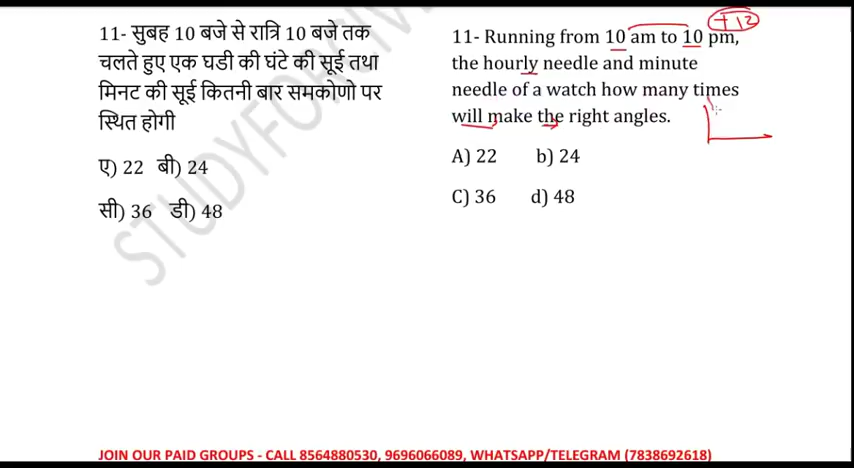 11- सुबह 10 बजे से रात्रि 10 बजे तक
चलते हुए एक घडी की घंटे की सूई तथा
मिनट की सूई कितनी बार समकोणो पर
स्थित होगी
ए) 22 बी) 24
सी) 36 डी) 48
+12
11- Running from 10 am to 10 pm,
the hourly needle and minute
needle of a watch how many times
will make the right angles.
A) 22 b) 24
C) 36 d) 48
STUDYFORCIVI
JOIN OUR PAID GROUPS - CALL 8564880530, 9696066089, WHATSAPP/TELEGRAM (7838692618)